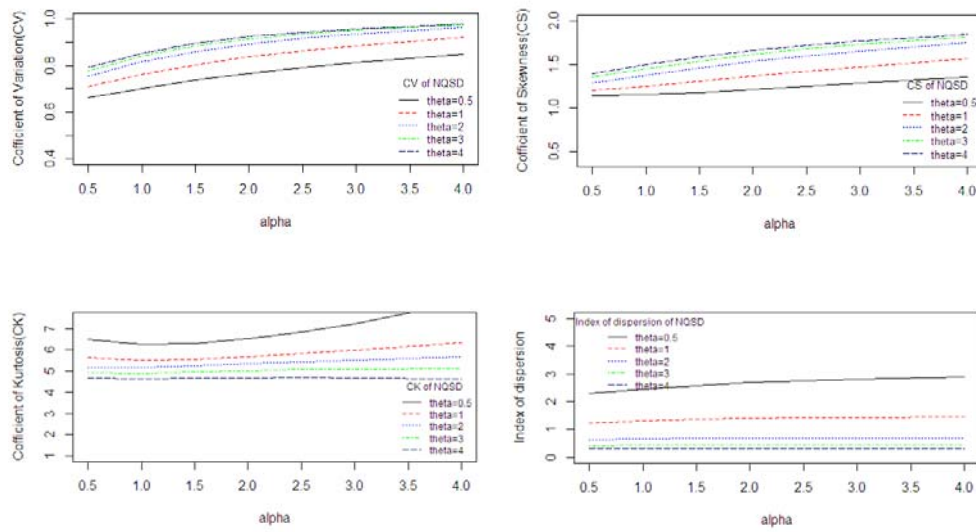 Cofficient of Variation(CV)
1.0
0.8
0.6
0.4
CV of NQSD
theta=0.5
theta=1
theta=2
theta=3
theta=4
0.5 1.0 1.5 2.0 2.5 3.0 3.5 4.0
alpha
Cofficient of Skewness(CS)
2.0
1.5
1.0
0.5
CS of NQSD
theta=0.5
theta=1
theta=2
theta=3
theta=4
0.5 1.0 1.5 2.0 2.5 3.0 3.5 4.0
alpha
Cofficient of Kurtosis(CK)
7
6
5
4
3
2
1
CK of NQSD
theta=0.5
theta=1
theta=2
theta=3
theta=4
0.5 1.0 1.5 2.0 2.5 3.0 3.5 4.0
alpha
Index of dispersion
5
4
3
2
1
0
Index of dispersion of NQSD
theta=0.5
theta=1
theta=2
theta=3
theta=4
0.5 1.0 1.5 2.0 2.5 3.0 3.5 4.0
alpha